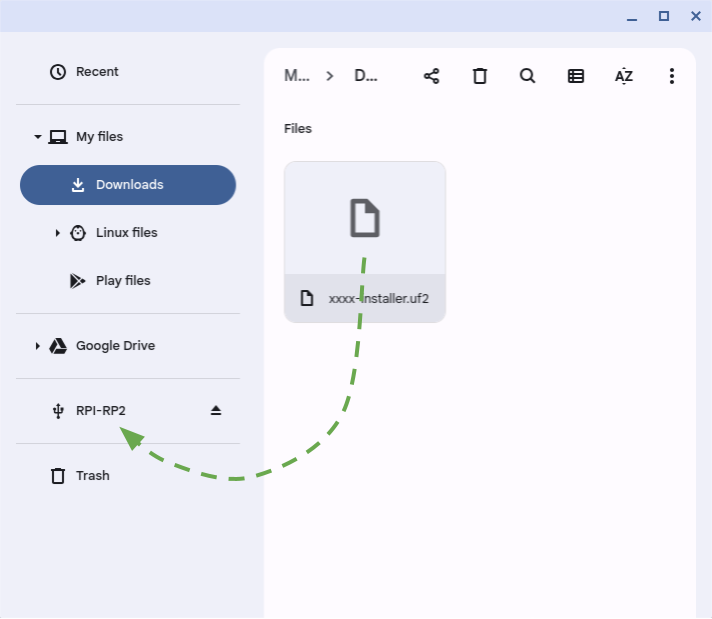 Recent
My files
Downloads
Linux files
Play files
Google Drive
RPI-RP2
Trash
M... > D...
AZ
Files
xxxx-installer.uf2